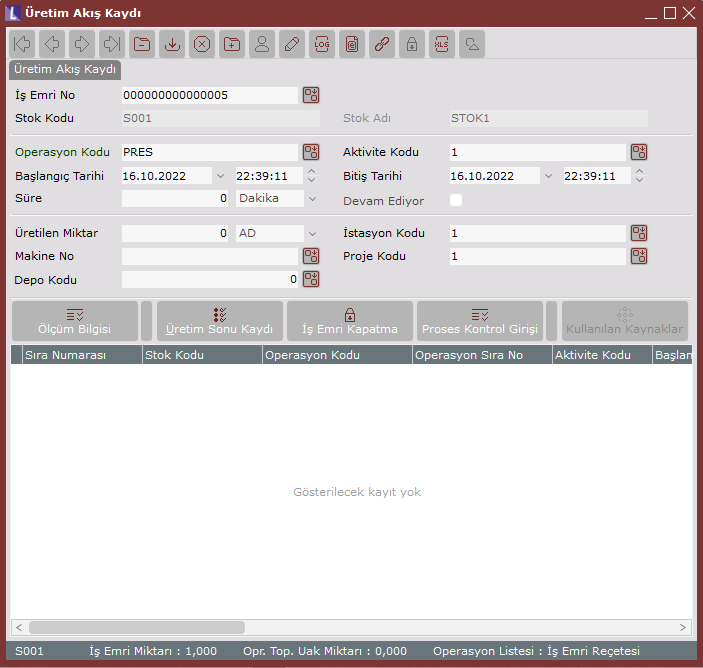 Üretim Akış Kaydı
LOG XLS
Üretim Akış Kaydı
İş Emri No 000000000000005
Stok Kodu S001 Stok Adı STOK1
Operasyon Kodu PRES Aktivite Kodu 1
Başlangıç Tarihi 16.10.2022 22:39:11 Bitiş Tarihi 16.10.2022 22:39:11
Süre 0 Dakika Devam Ediyor
Üretilen Miktar 0 AD İstasyon Kodu 1
Makine No Proje Kodu 1
Depo Kodu 0
Ölçüm Bilgisi Üretim Sonu Kaydı İş Emri Kapatma Proses Kontrol Girişi Kullanılan Kaynaklar
Sıra Numarası Stok Kodu Operasyon Kodu Operasyon Sıra No Aktivite Kodu Başlan
Gösterilecek kayıt yok
S001 İş Emri Miktarı : 1,000 Opr. Top. Uak Miktarı : 0,000 Operasyon Listesi : İş Emri Reçetesi